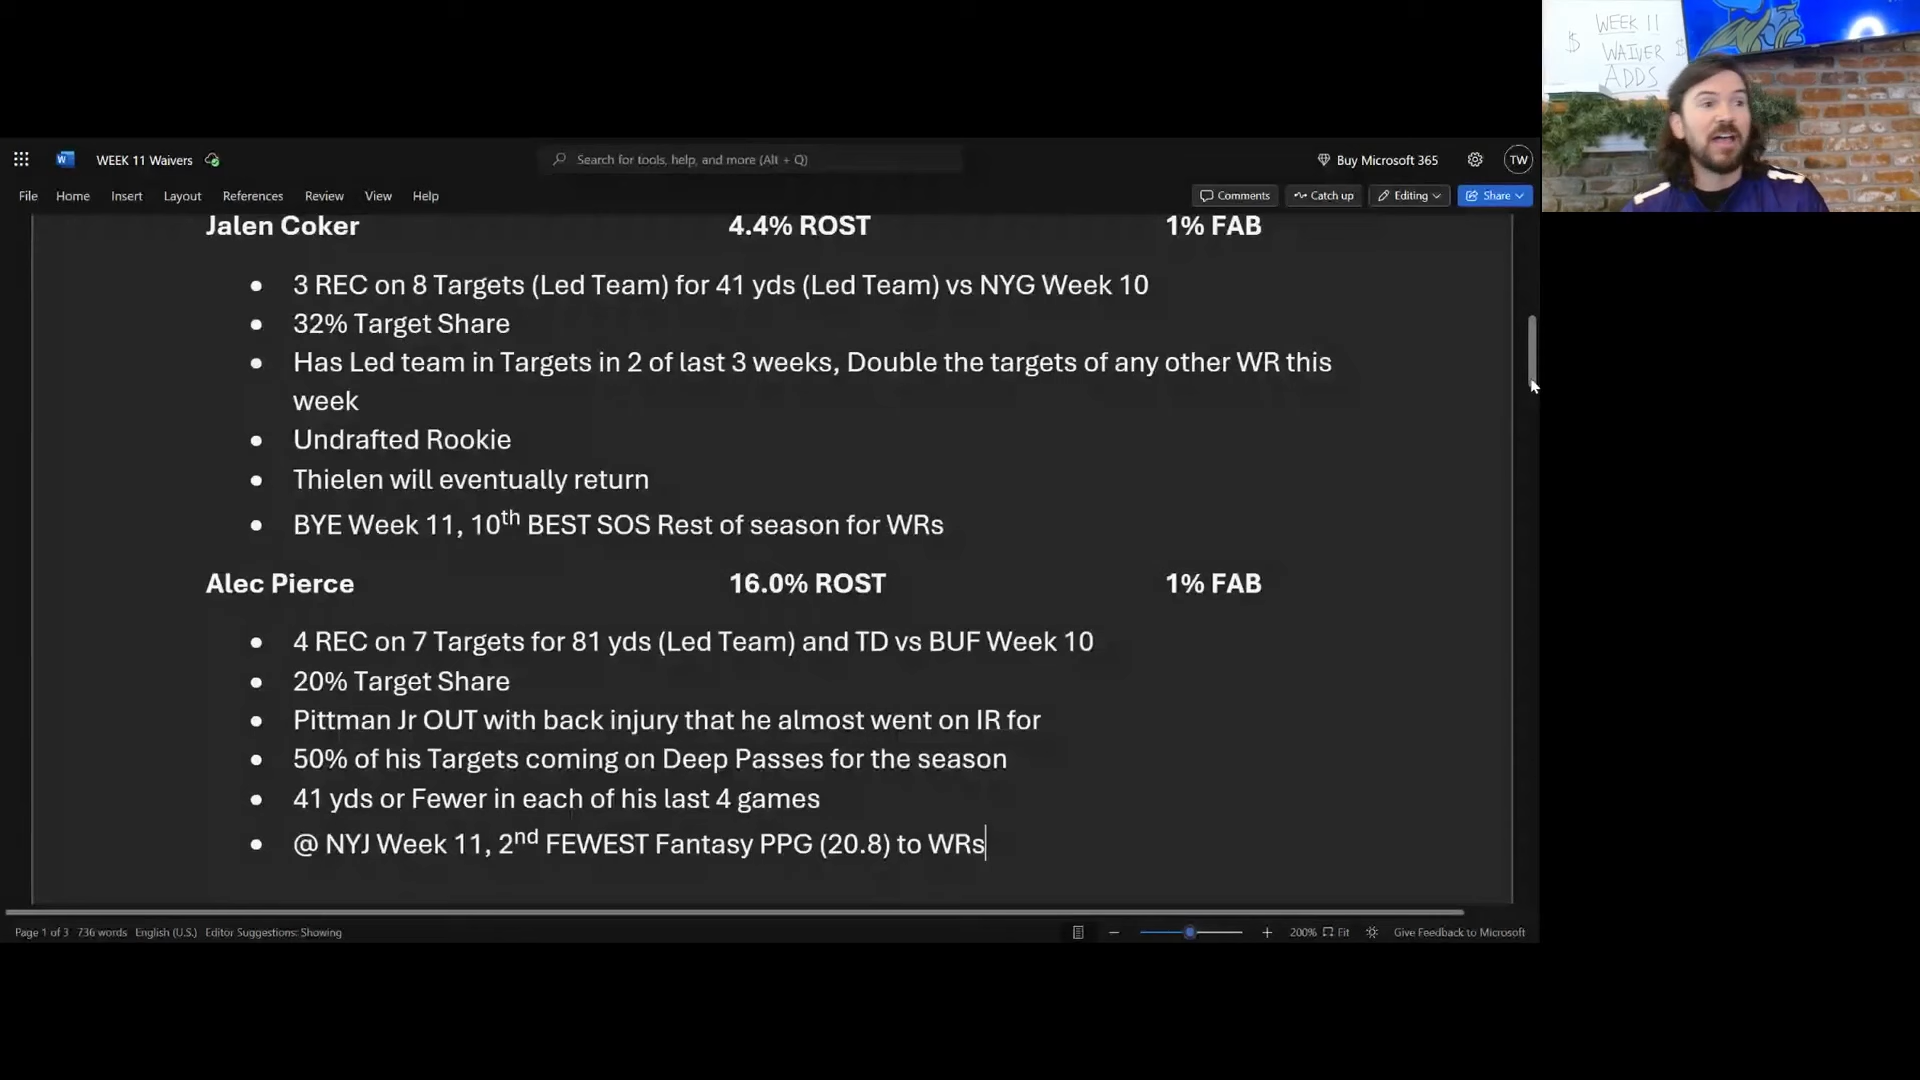 $ WEEK 11 $
WAIVER
ADDS
W WEEK 11 Waivers
Search for tools, help, and more (Alt + Q)
Buy Microsoft 365
TW
File Home Insert Layout References Review View Help
Comments Catch up Editing Share
Jalen Coker 4.4% ROST 1% FAB
• 3 REC on 8 Targets (Led Team) for 41 yds (Led Team) vs NYG Week 10
• 32% Target Share
• Has Led team in Targets in 2 of last 3 weeks, Double the targets of any other WR this
week
• Undrafted Rookie
• Thielen will eventually return
• BYE Week 11, 10th BEST SOS Rest of season for WRs
Alec Pierce 16.0% ROST 1% FAB
• 4 REC on 7 Targets for 81 yds (Led Team) and TD vs BUF Week 10
• 20% Target Share
• Pittman Jr OUT with back injury that he almost went on IR for
• 50% of his Targets coming on Deep Passes for the season
• 41 yds or Fewer in each of his last 4 games
• @ NYJ Week 11, 2nd FEWEST Fantasy PPG (20.8) to WRs
Page 1 of 3 736 words English (U.S.) Editor Suggestions: Showing
200% Fit Give Feedback to Microsoft